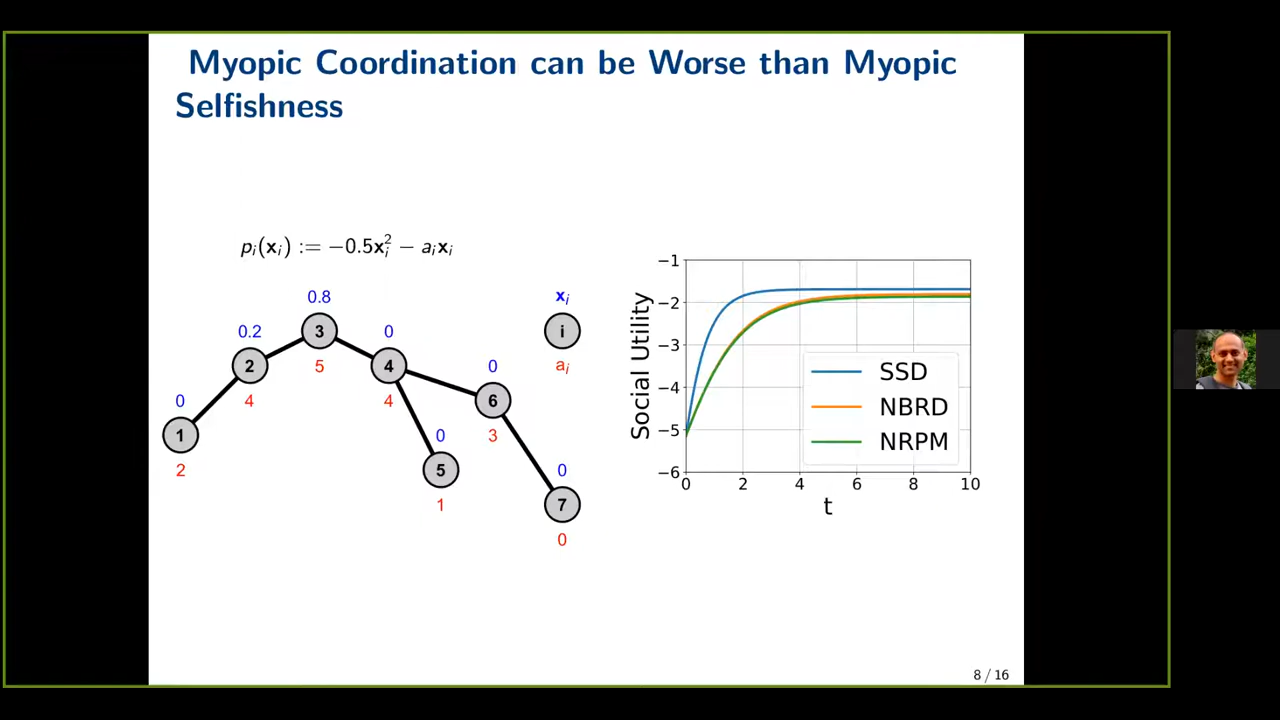 Myopic Coordination can be Worse than Myopic
Selfishness
pᵢ(xᵢ) := −0.5xᵢ² − aᵢxᵢ
0.8
xᵢ
3
i
5
aᵢ
0.2
2
4
0
4
4
0
1
2
0
6
3
0
5
1
0
7
0
Social Utility
−1
−2
−3
−4
−5
−6
SSD
NBRD
NRPM
0 2 4 6 8 10
t
8 / 16